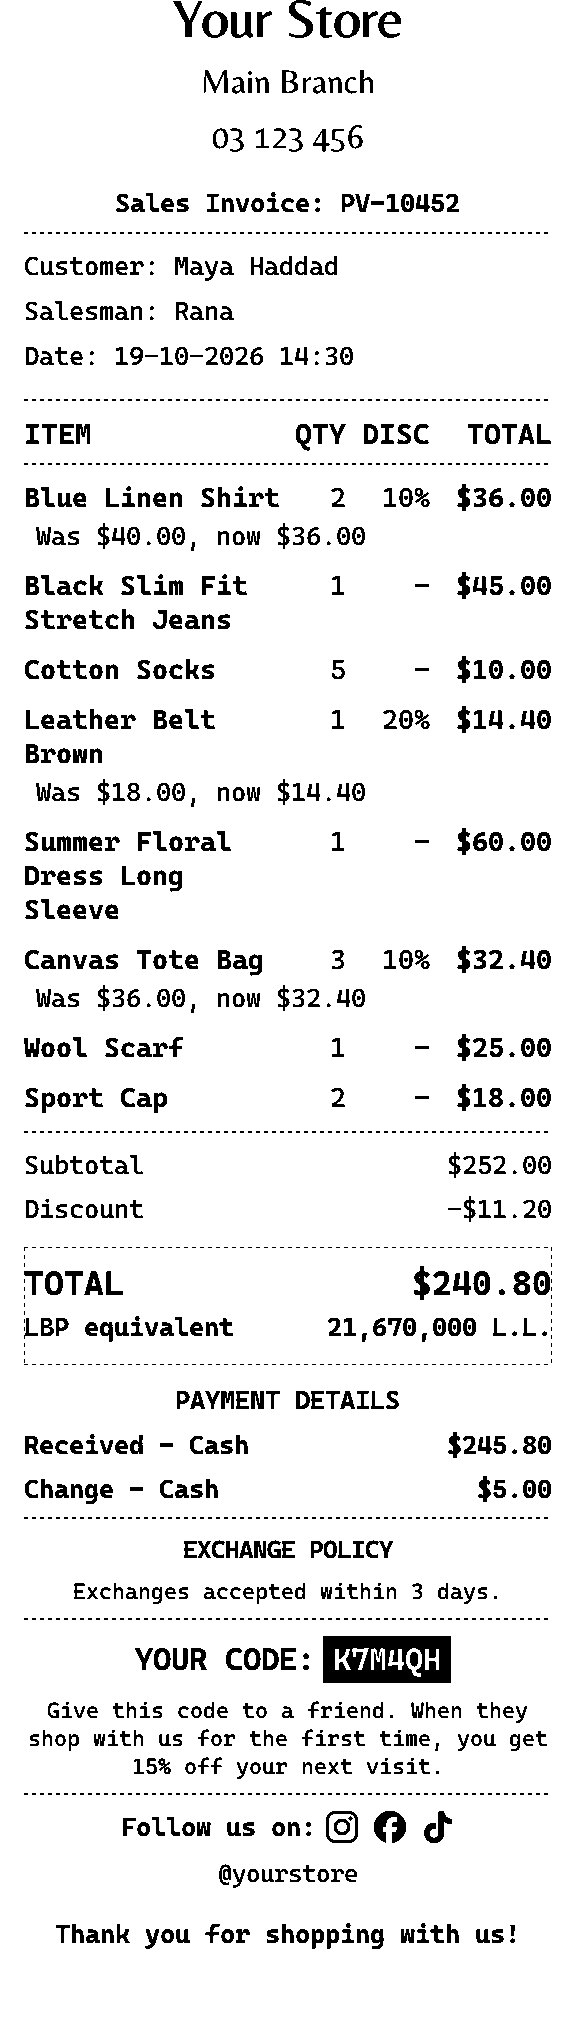 Your Store
Main Branch
03 123 456
Sales Invoice: PV-10452
Customer: Maya Haddad
Salesman: Rana
Date: 19-10-2026 14:30
ITEM QTY DISC TOTAL
Blue Linen Shirt 2 10% $36.00
Was $40.00, now $36.00
Black Slim Fit 1 - $45.00
Stretch Jeans
Cotton Socks 5 - $10.00
Leather Belt 1 20% $14.40
Brown
Was $18.00, now $14.40
Summer Floral 1 - $60.00
Dress Long
Sleeve
Canvas Tote Bag 3 10% $32.40
Was $36.00, now $32.40
Wool Scarf 1 - $25.00
Sport Cap 2 - $18.00
Subtotal $252.00
Discount -$11.20
TOTAL $240.80
LBP equivalent 21,670,000 L.L.
PAYMENT DETAILS
Received - Cash $245.80
Change - Cash $5.00
EXCHANGE POLICY
Exchanges accepted within 3 days.
YOUR CODE: K7M4QH
Give this code to a friend. When they
shop with us for the first time, you get
15% off your next visit.
Follow us on:
@yourstore
Thank you for shopping with us!